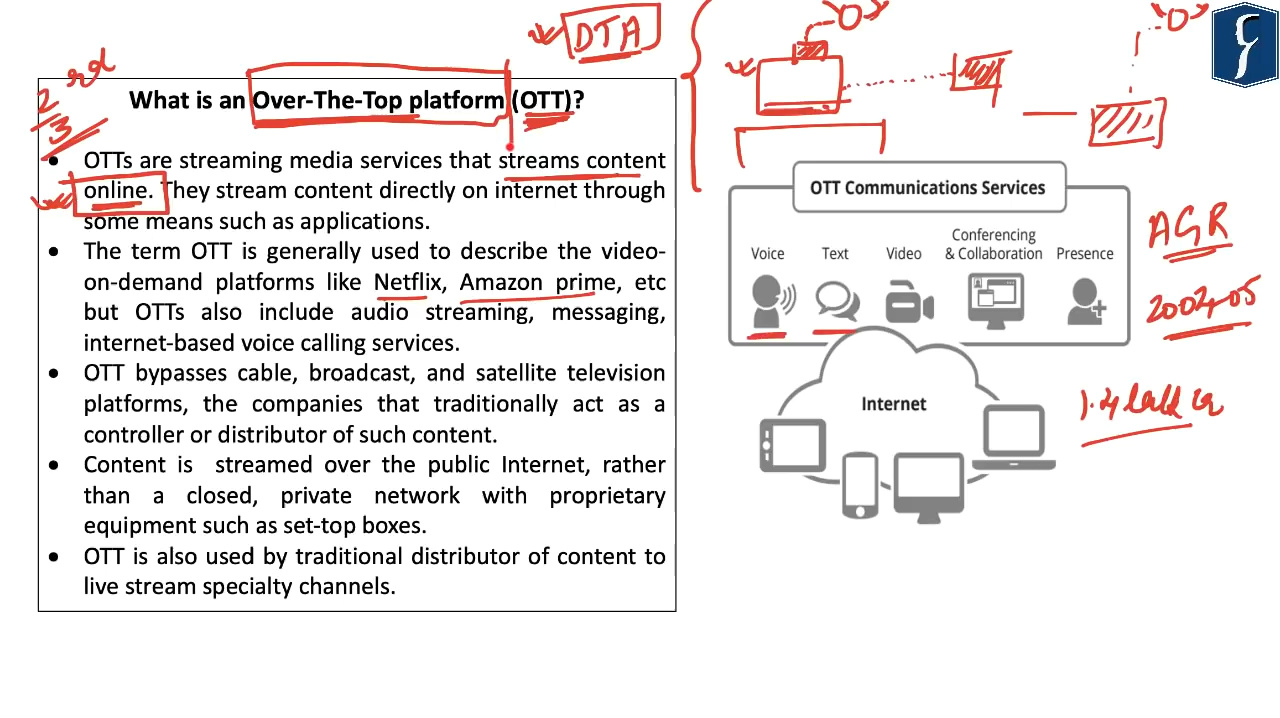 DTA
2/3 rd
What is an Over-The-Top platform (OTT)?
• OTTs are streaming media services that streams content
online. They stream content directly on internet through
some means such as applications.
• The term OTT is generally used to describe the video-
on-demand platforms like Netflix, Amazon prime, etc
but OTTs also include audio streaming, messaging,
internet-based voice calling services.
• OTT bypasses cable, broadcast, and satellite television
platforms, the companies that traditionally act as a
controller or distributor of such content.
• Content is streamed over the public Internet, rather
than a closed, private network with proprietary
equipment such as set-top boxes.
• OTT is also used by traditional distributor of content to
live stream specialty channels.
OTT Communications Services
Voice
Text
Video
Conferencing
& Collaboration
Presence
Internet
AGR